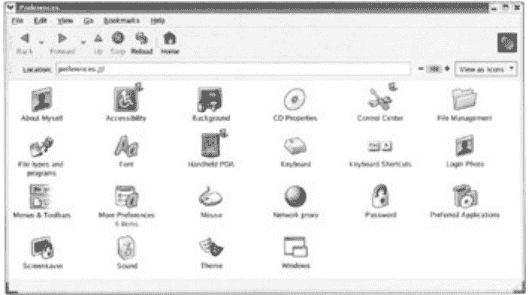 Preferences
File Edit View Go Bookmarks Help
Back Forward Up Stop Reload Home
Location: preferences:/// View as Icons
About Myself Accessibility Background CD Properties Control Center File Management
File types and programs Font Handheld PDA Keyboard Keyboard Shortcuts Login Photo
Menus & Toolbars More Preferences Mouse Network proxy Password Preferred Applications
6 items
Screensaver Sound Theme Windows